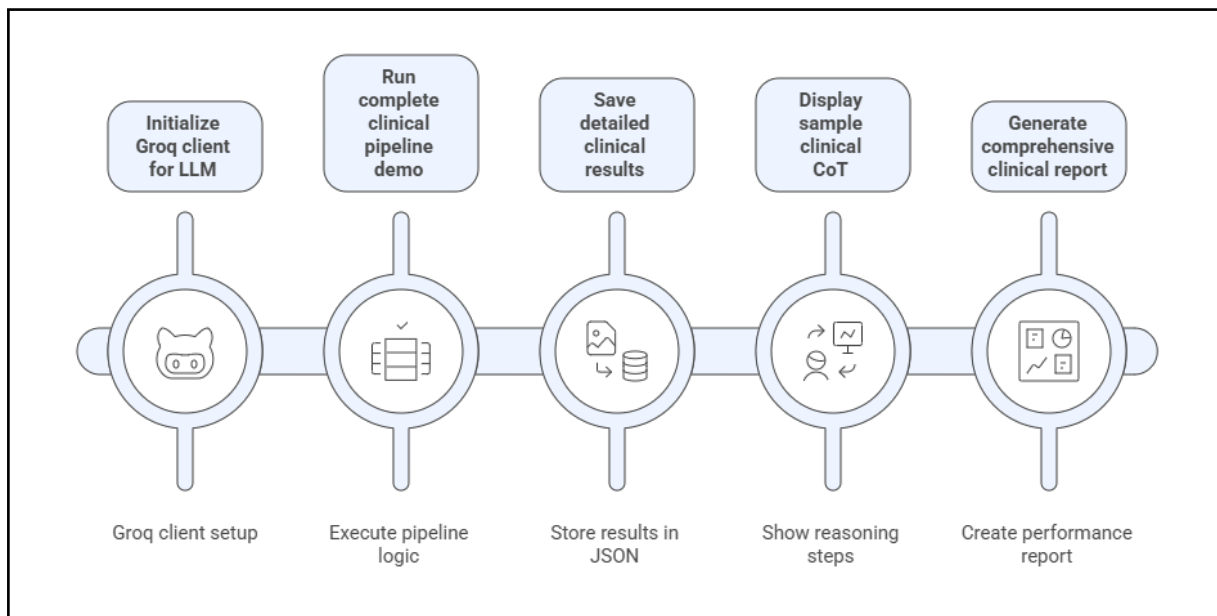 Initialize
Groq client
for LLM
Run
complete
clinical
pipeline
demo
Save
detailed
clinical
results
Display
sample
clinical
CoT
Generate
comprehensive
clinical report
Groq client setup
Execute pipeline
logic
Store results in
JSON
Show reasoning
steps
Create performance
report